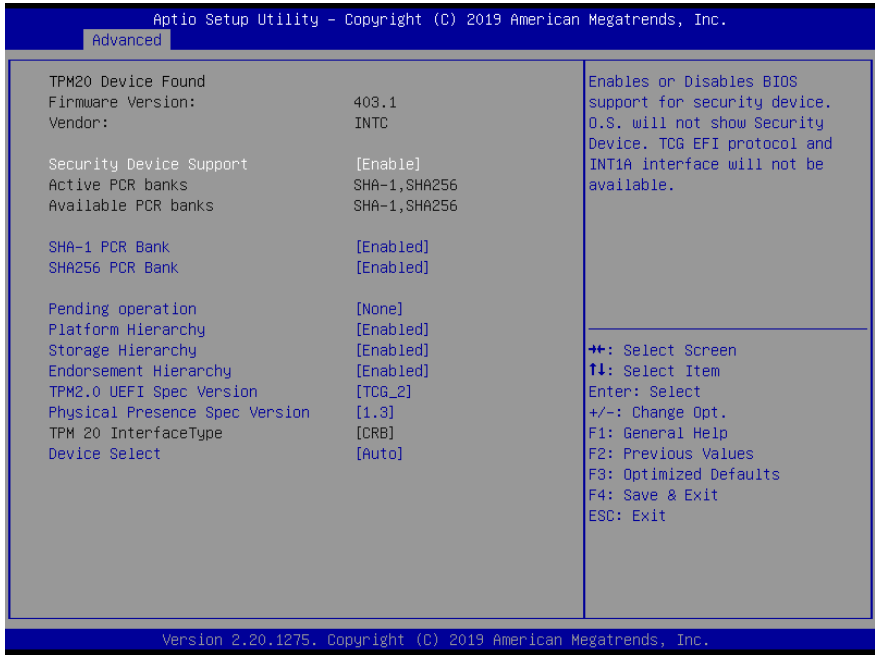 Aptio Setup Utility – Copyright (C) 2019 American Megatrends, Inc.
Advanced
TPM20 Device Found
Firmware Version: 403.1
Vendor: INTC
Security Device Support [Enable]
Active PCR banks SHA-1,SHA256
Available PCR banks SHA-1,SHA256
SHA-1 PCR Bank [Enabled]
SHA256 PCR Bank [Enabled]
Pending operation [None]
Platform Hierarchy [Enabled]
Storage Hierarchy [Enabled]
Endorsement Hierarchy [Enabled]
TPM2.0 UEFI Spec Version [TCG_2]
Physical Presence Spec Version [1.3]
TPM 20 InterfaceType [CRB]
Device Select [Auto]
Enables or Disables BIOS
support for security device.
O.S. will not show Security
Device. TCG EFI protocol and
INT1A interface will not be
available.
→←: Select Screen
↑↓: Select Item
Enter: Select
+/-: Change Opt.
F1: General Help
F2: Previous Values
F3: Optimized Defaults
F4: Save & Exit
ESC: Exit
Version 2.20.1275. Copyright (C) 2019 American Megatrends, Inc.